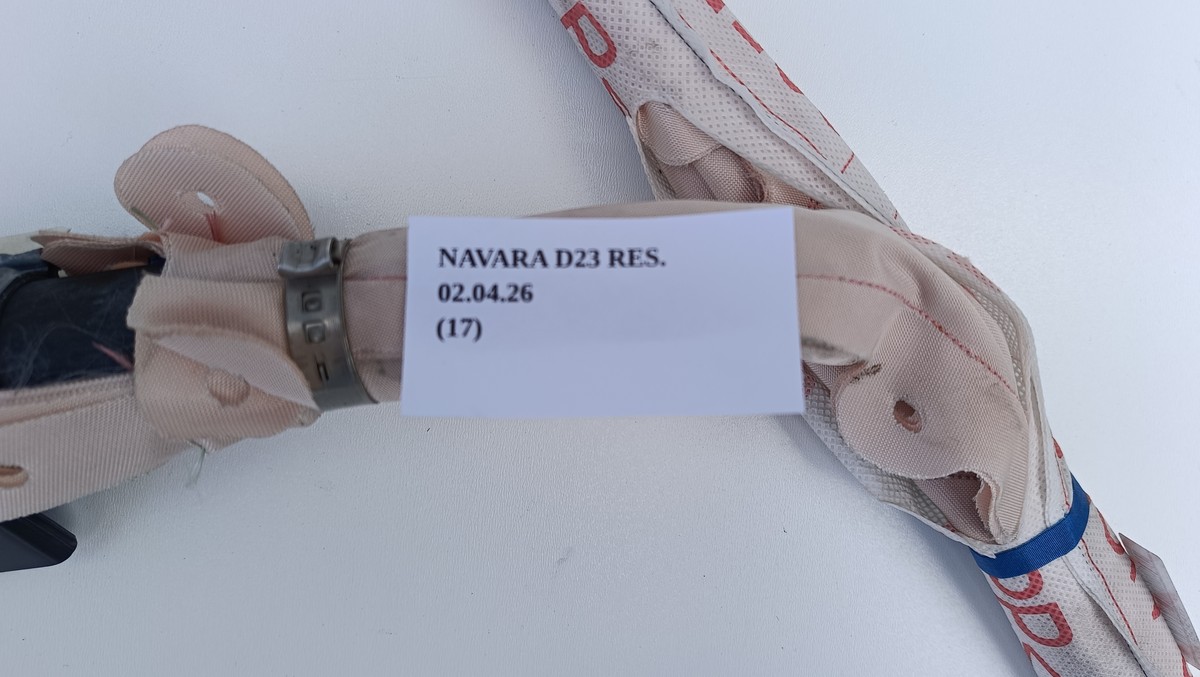 NAVARA D23 RES.
02.04.26
(17)